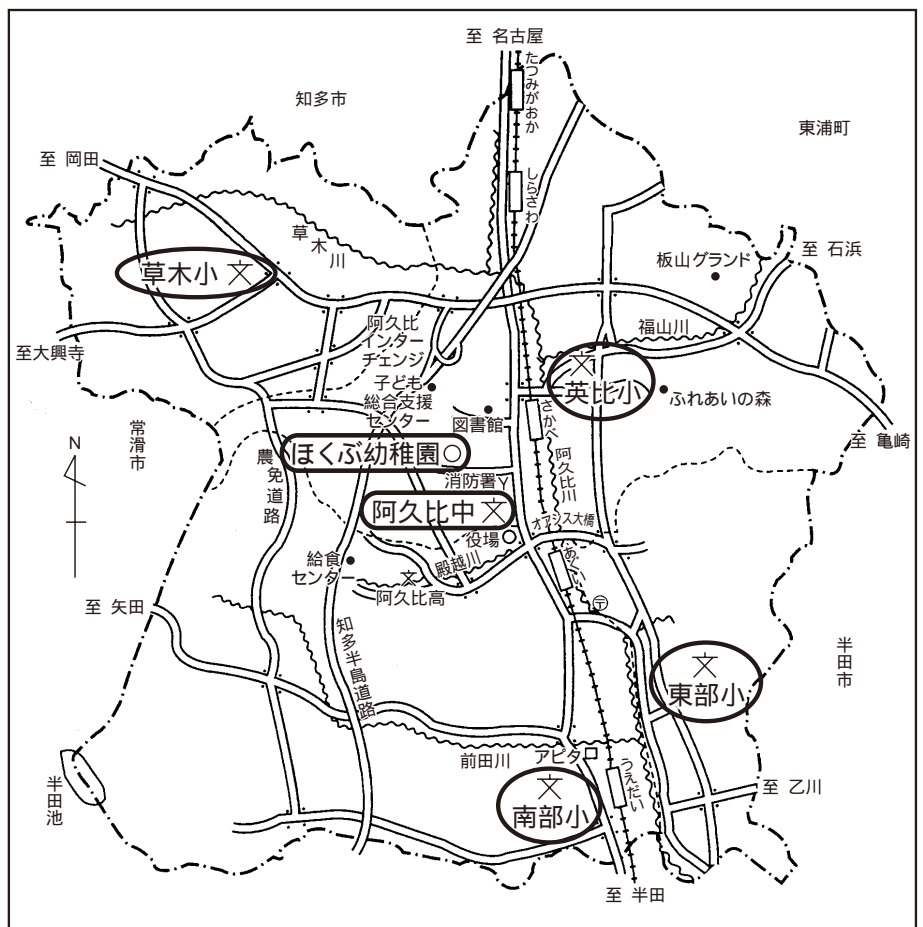 至 名古屋
たつみがおか
知多市
東浦町
至 岡田
しらさわ
草木川
板山グランド
至 石浜
草木小 文
福山川
阿久比
インター
チェンジ
至大興寺
文
英比小
子ども
総合支援
センター
ふれあいの森
図書館
さかべ
至 亀崎
常滑市
N
農免道路
ほくぶ幼稚園
阿久比川
消防署Y
阿久比中 文
オアシス大橋
役場
殿越川
あぐい
給食
センター
文
阿久比高
〒
至 矢田
知多半島道路
文
東部小
半田市
前田川
アピタ
うえだい
半田池
文
南部小
至 乙川
至 半田